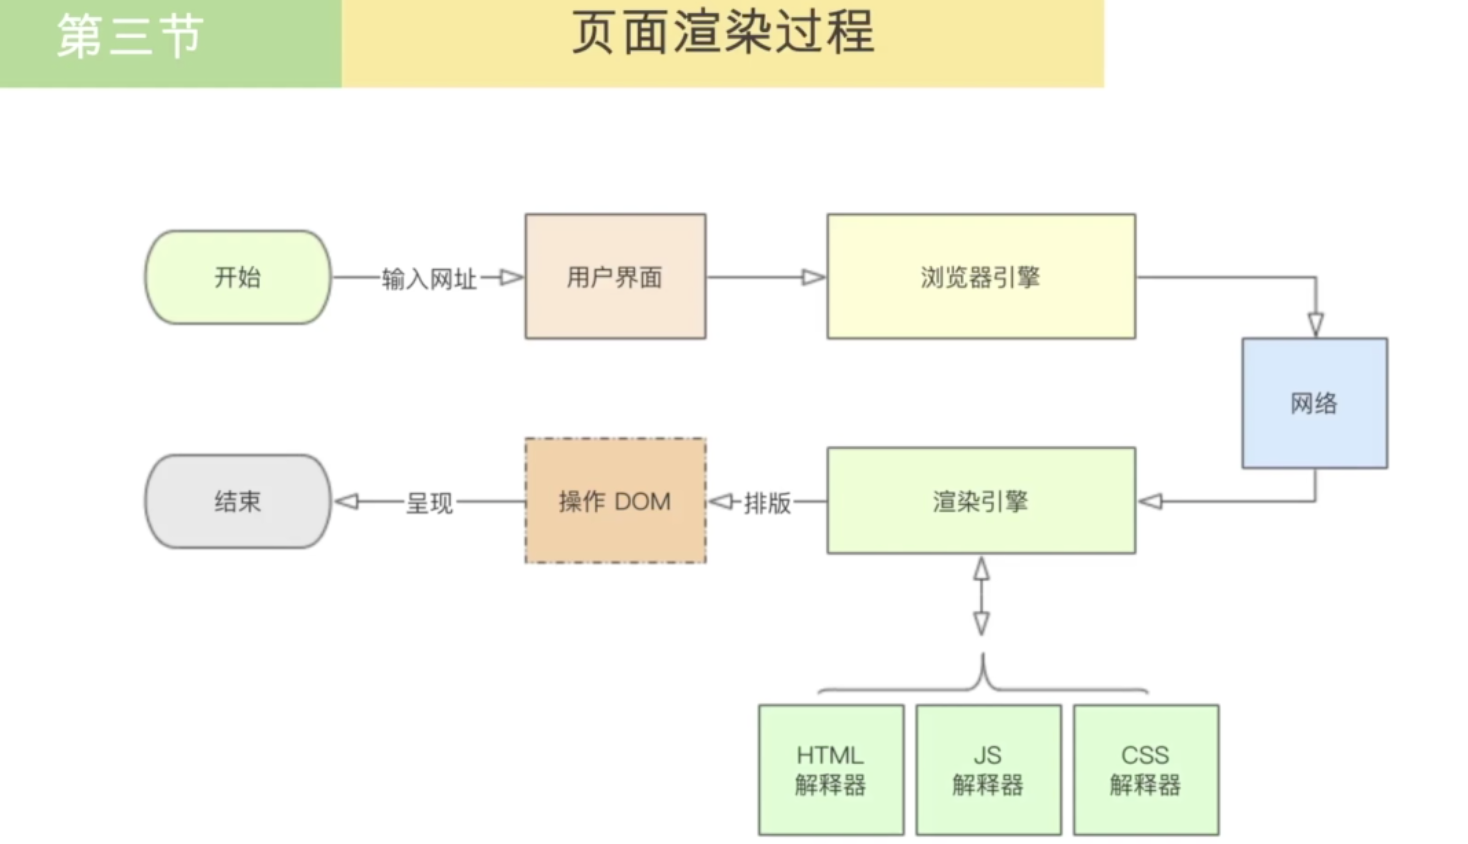 第三节
页面渲染过程
开始
输入网址
用户界面
浏览器引擎
网络
结束
呈现
操作 DOM
排版
渲染引擎
HTML
解释器
JS
解释器
CSS
解释器